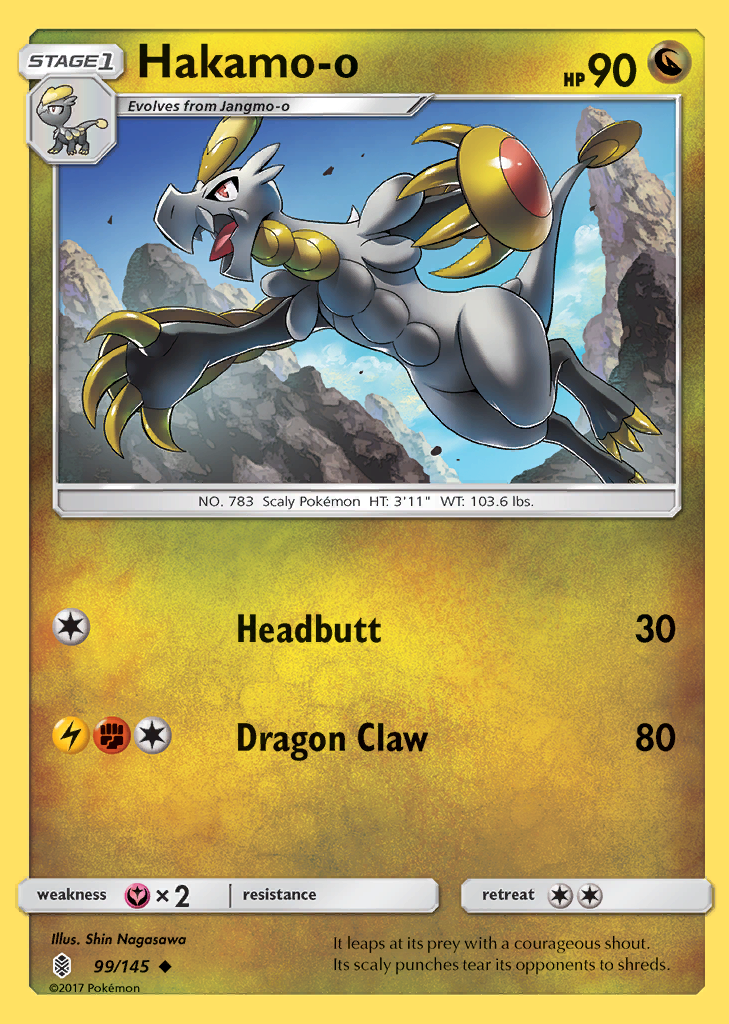 STAGE1
Hakamo-o
HP 90
Evolves from Jangmo-o
NO. 783 Scaly Pokémon HT: 3'11" WT: 103.6 lbs.
Headbutt 30
Dragon Claw 80
weakness × 2 resistance retreat
Illus. Shin Nagasawa
99/145
©2017 Pokémon
It leaps at its prey with a courageous shout.
Its scaly punches tear its opponents to shreds.